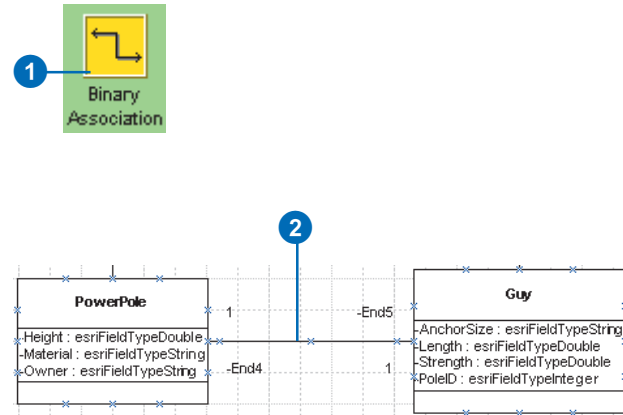 1
Binary
Association
2
PowerPole
-Height : esriFieldTypeDouble
-Material : esriFieldTypeString
-Owner : esriFieldTypeString
1
-End5
-End4
1
Guy
-AnchorSize : esriFieldTypeString
-Length : esriFieldTypeDouble
-Strength : esriFieldTypeDouble
-PoleID : esriFieldTypeInteger